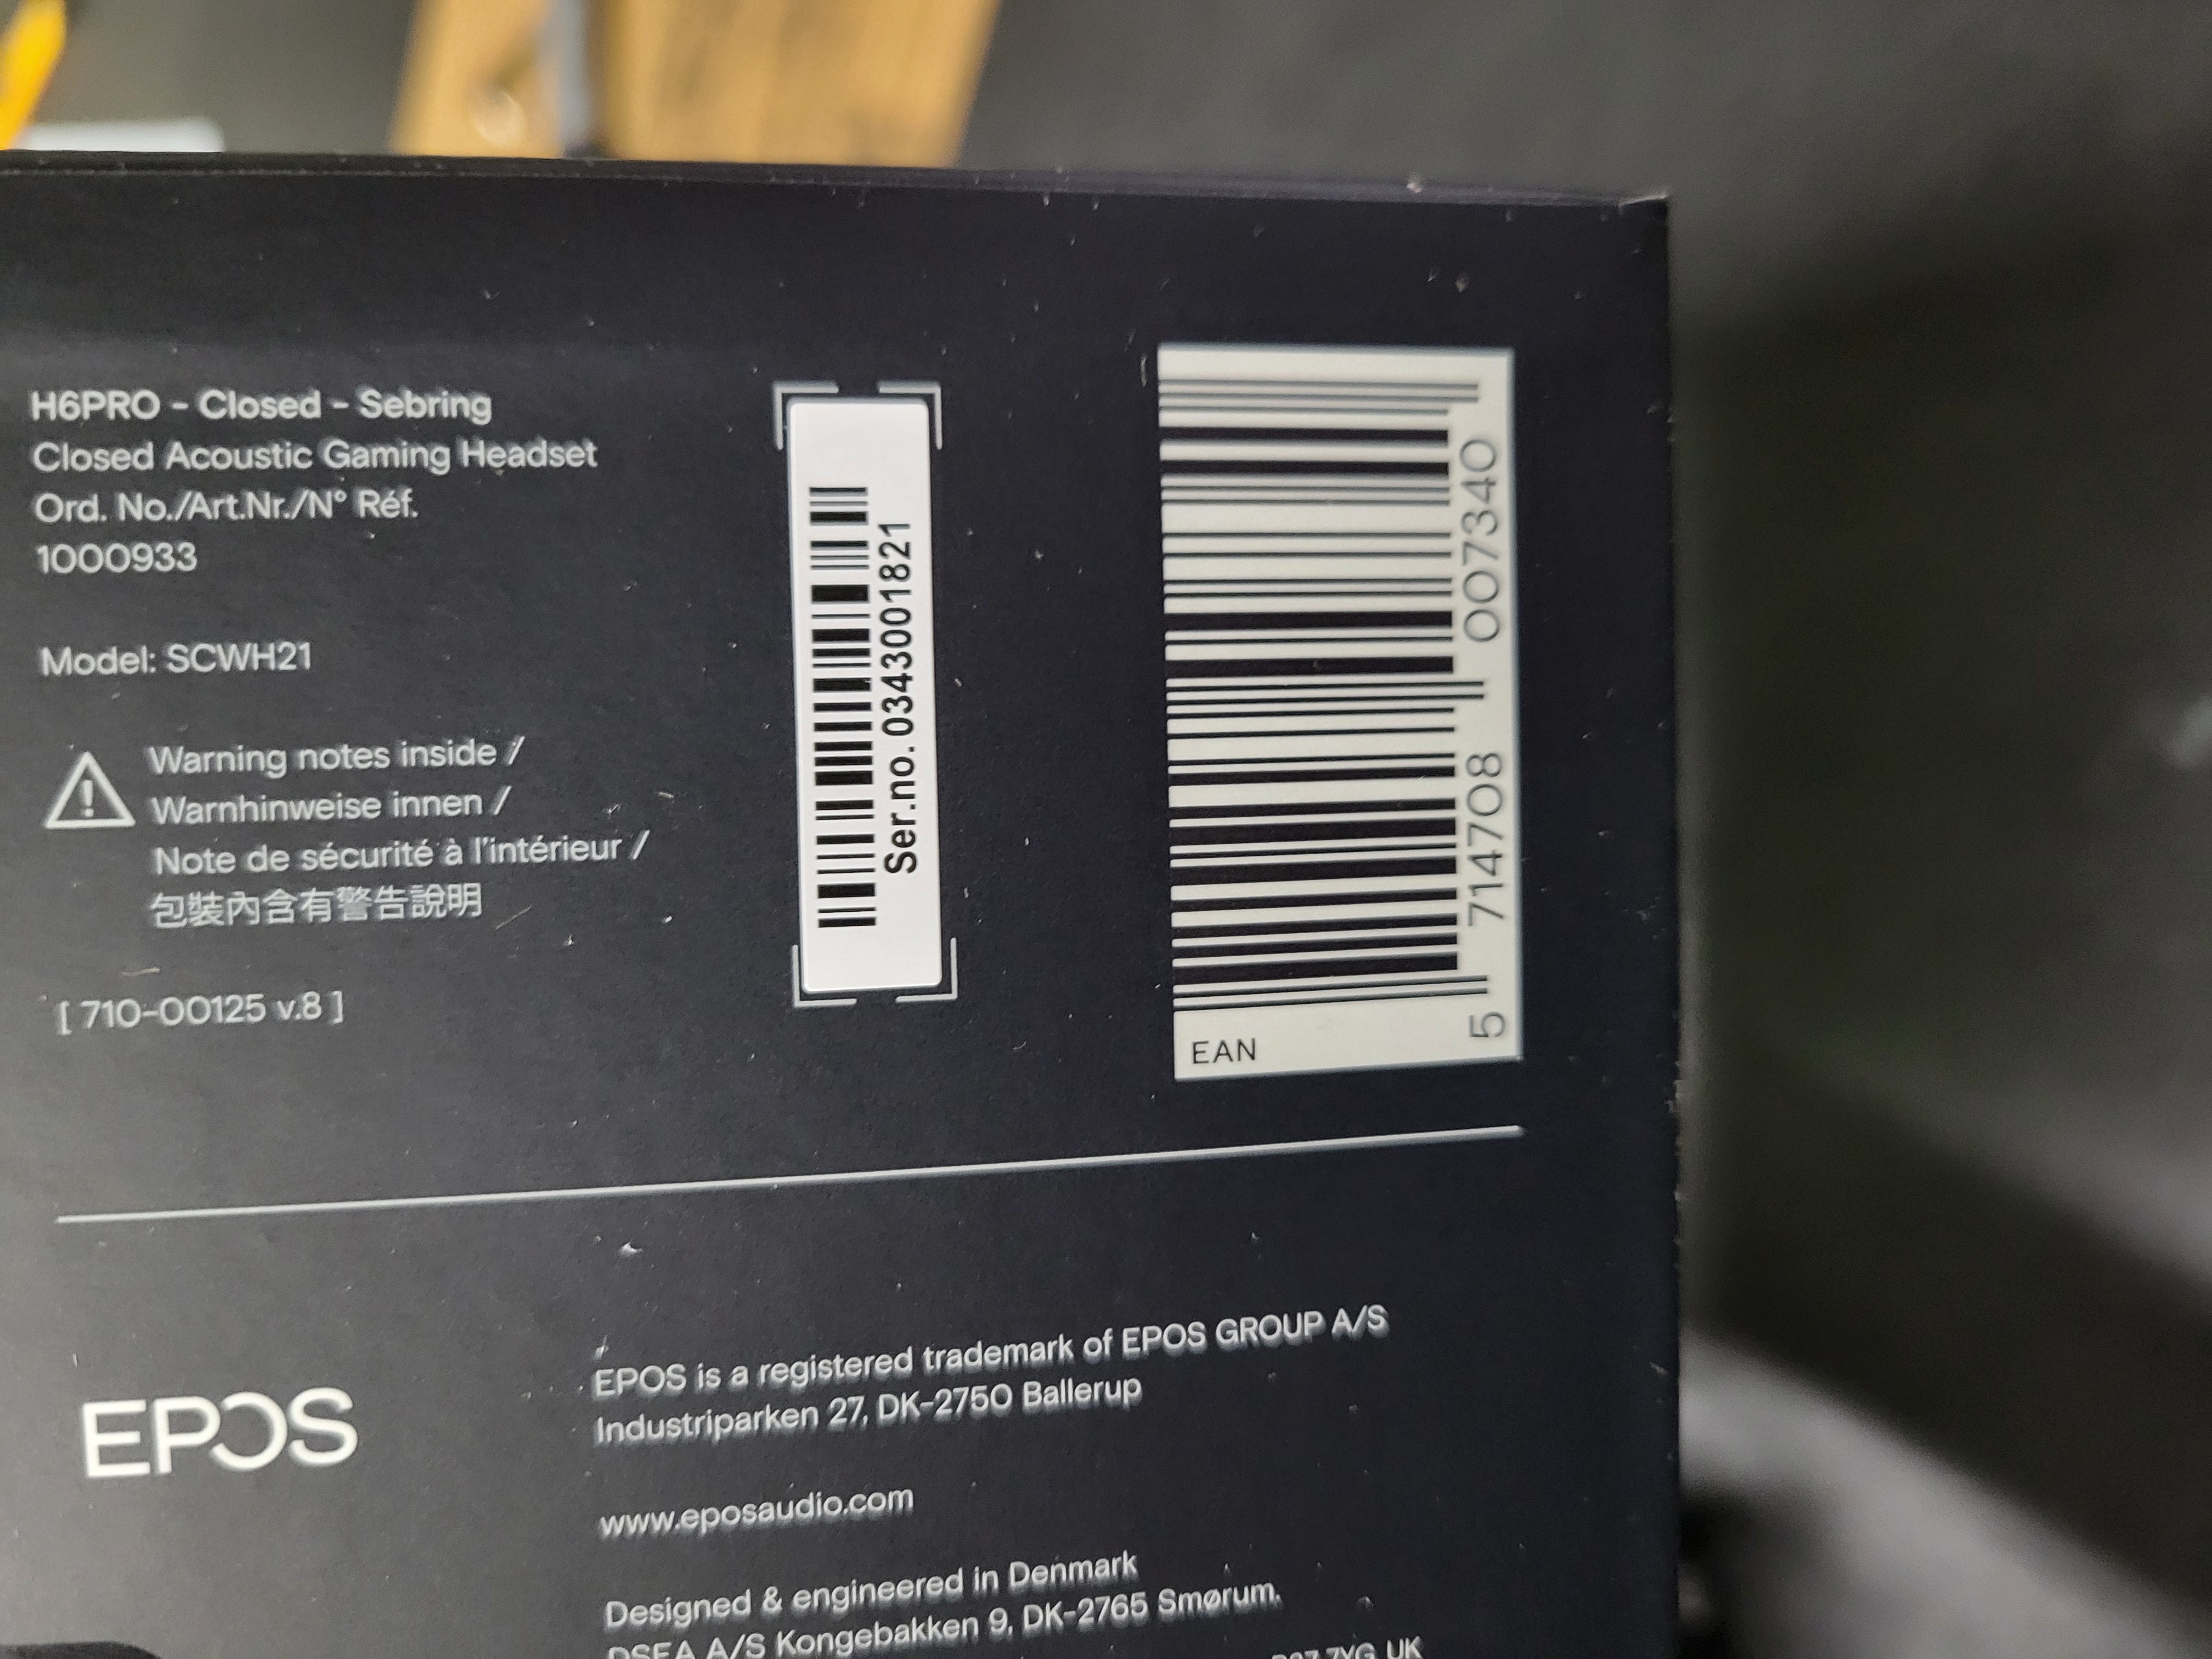 H6PRO - Closed - Sebring
Closed Acoustic Gaming Headset
Ord. No./Art.Nr./N° Réf.
1000933
Model: SCWH21
Warning notes inside /
Warnhinweise innen /
Note de sécurité à l'intérieur /
包裝內含有警告說明
[ 710-00125 v.8 ]
Ser.no. 0343001821
EAN
5 714708 007340
EPOS
EPOS is a registered trademark of EPOS GROUP A/S
Industriparken 27, DK-2750 Ballerup
www.eposaudio.com
Designed & engineered in Denmark
DSEA A/S Kongebakken 9, DK-2765 Smørum.
7YG UK